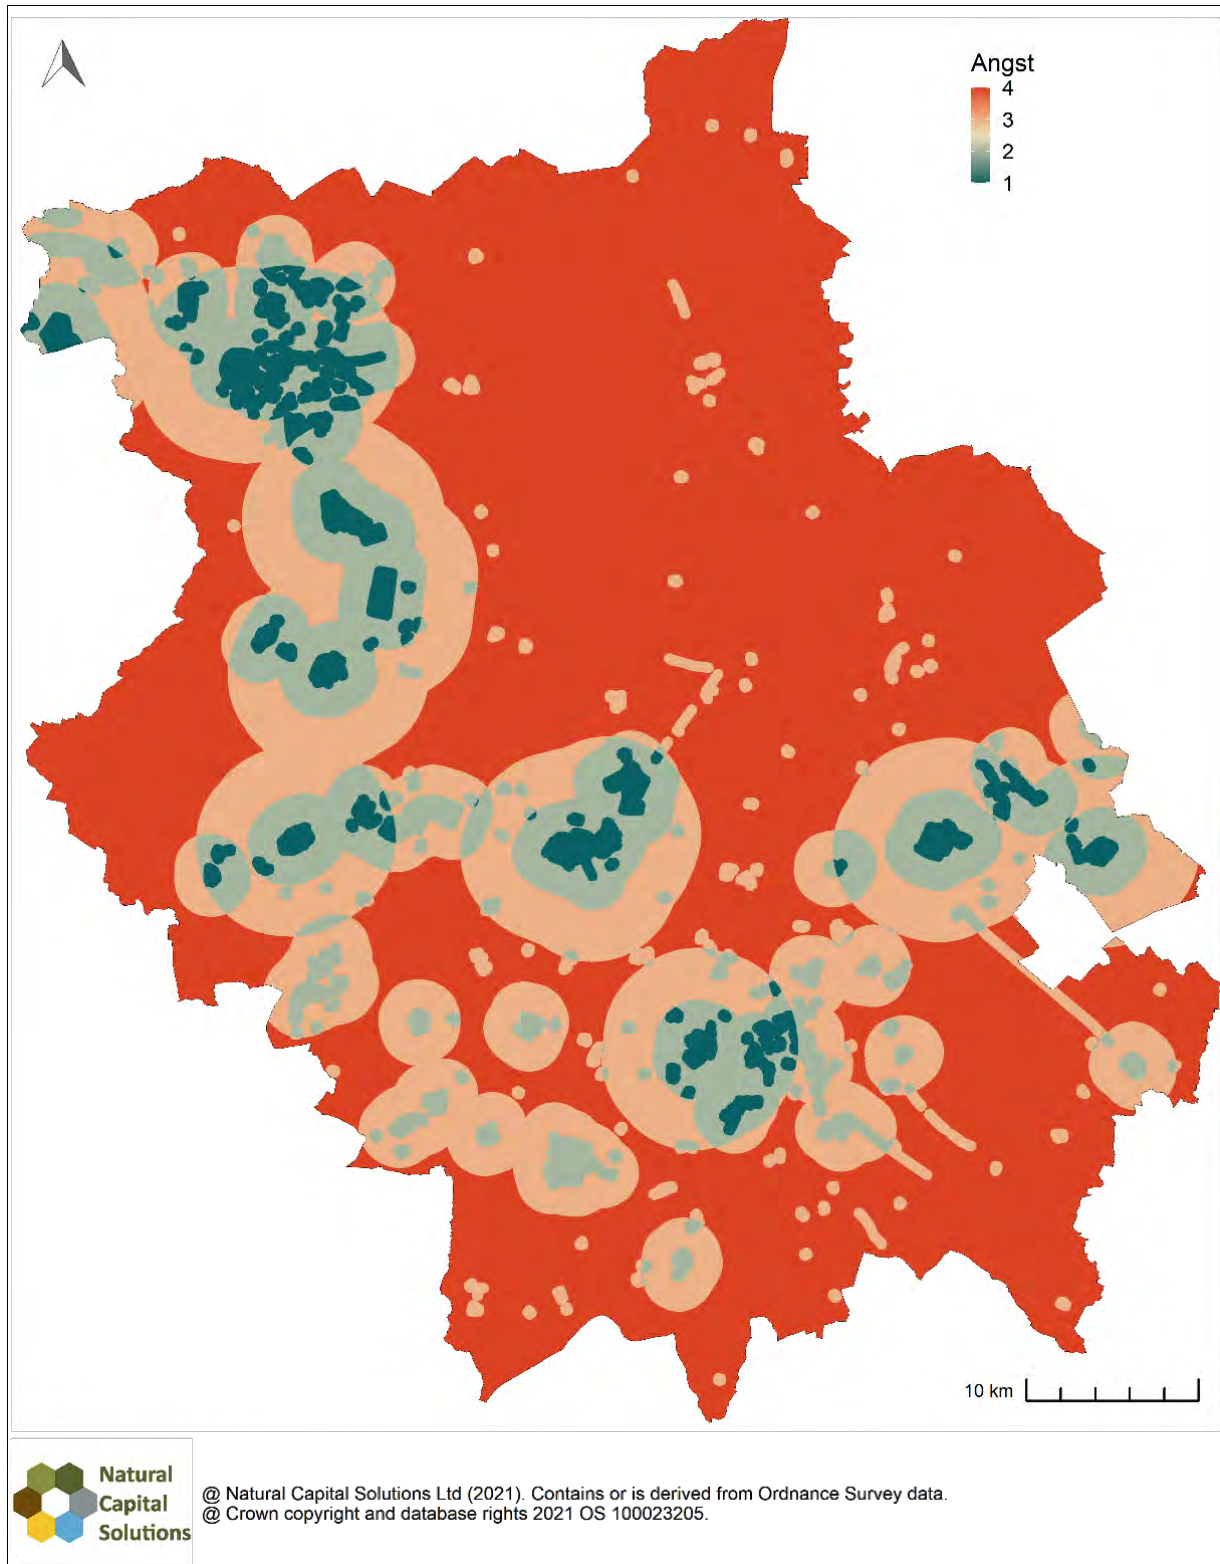 Angst
4
3
2
1
10 km
Natural
Capital
Solutions
@ Natural Capital Solutions Ltd (2021). Contains or is derived from Ordnance Survey data.
@ Crown copyright and database rights 2021 OS 100023205.